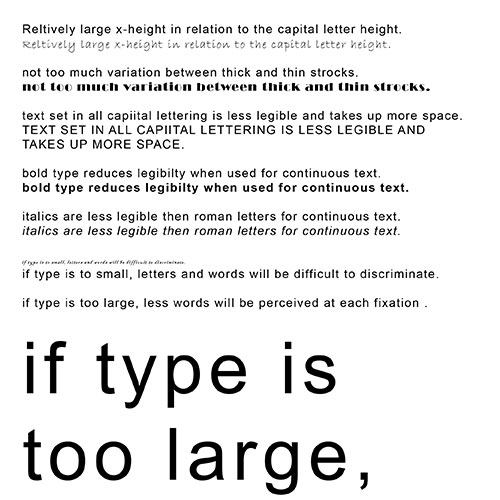 Reltively large x-height in relation to the capital letter height.
Reltively large x-height in relation to the capital letter height.
not too much variation between thick and thin strocks.
not too much variation between thick and thin strocks.
text set in all capiital lettering is less legible and takes up more space.
TEXT SET IN ALL CAPIITAL LETTERING IS LESS LEGIBLE AND
TAKES UP MORE SPACE.
bold type reduces legibilty when used for continuous text.
bold type reduces legibilty when used for continuous text.
italics are less legible then roman letters for continuous text.
italics are less legible then roman letters for continuous text.
if type is to small, letters and words will be difficult to discriminate.
if type is to small, letters and words will be difficult to discriminate.
if type is too large, less words will be perceived at each fixation .
if type is
too large,